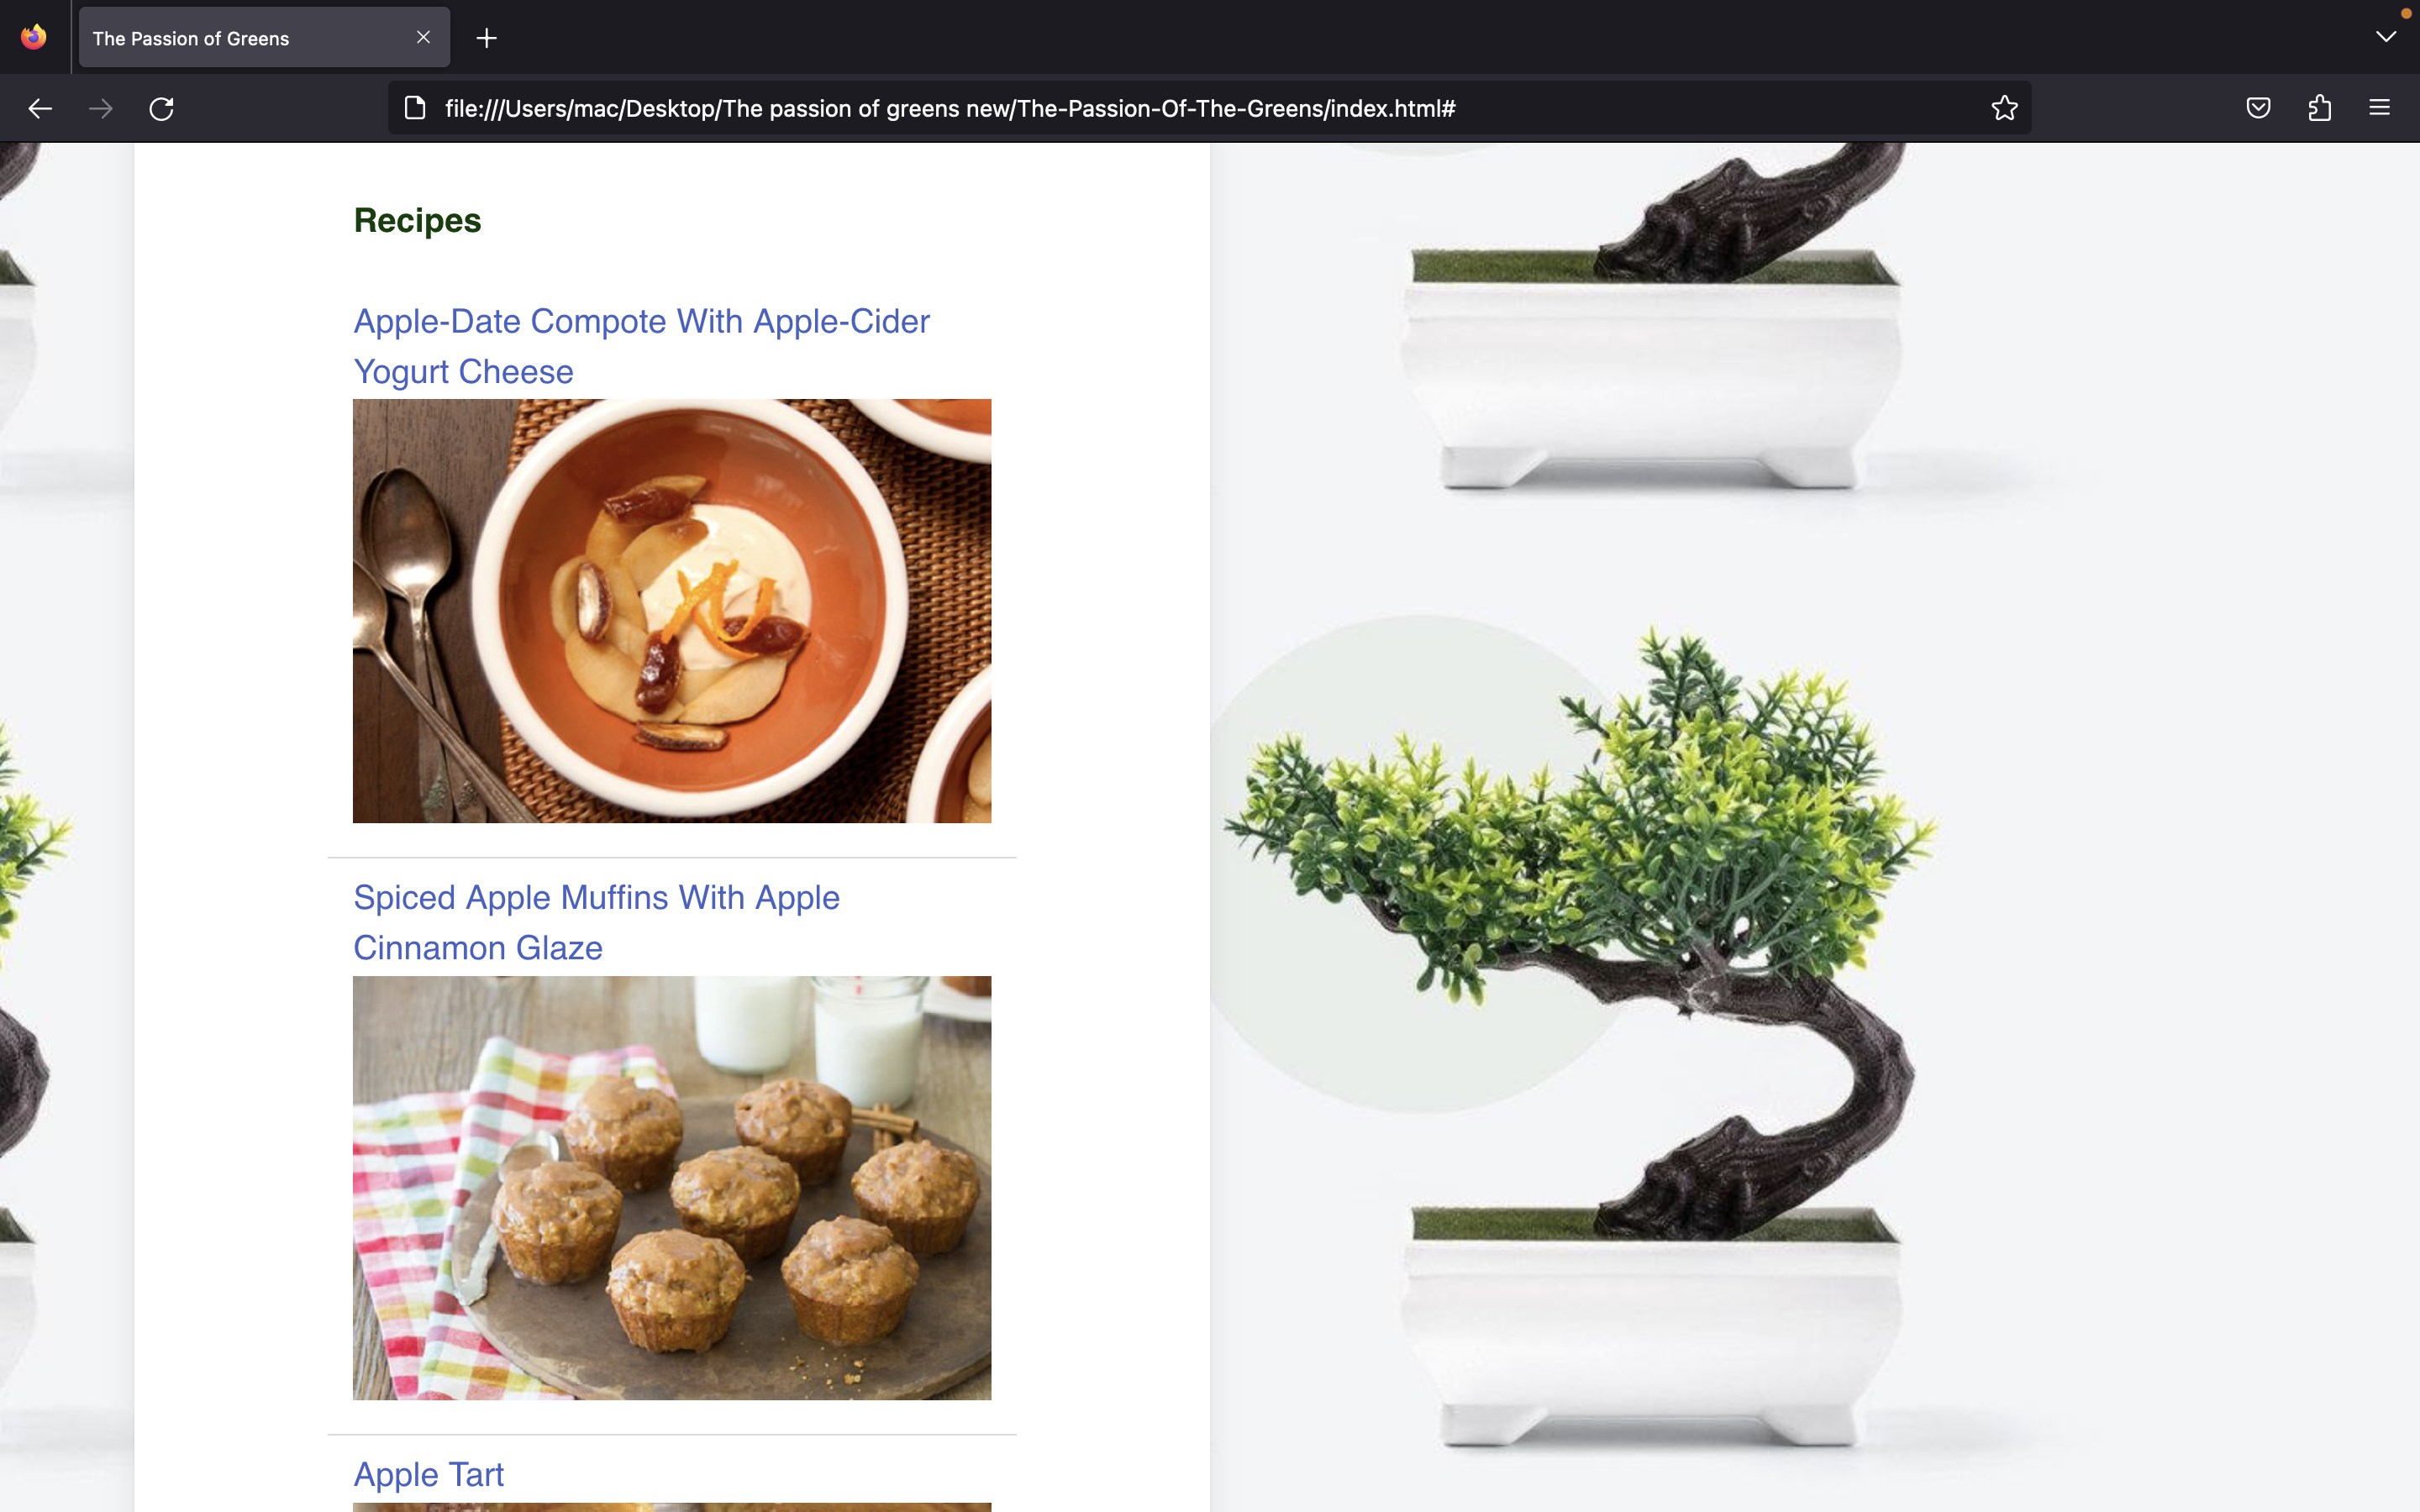 The Passion of Greens
file:///Users/mac/Desktop/The passion of greens new/The-Passion-Of-The-Greens/index.html#
Recipes
Apple-Date Compote With Apple-Cider
Yogurt Cheese
Spiced Apple Muffins With Apple
Cinnamon Glaze
Apple Tart